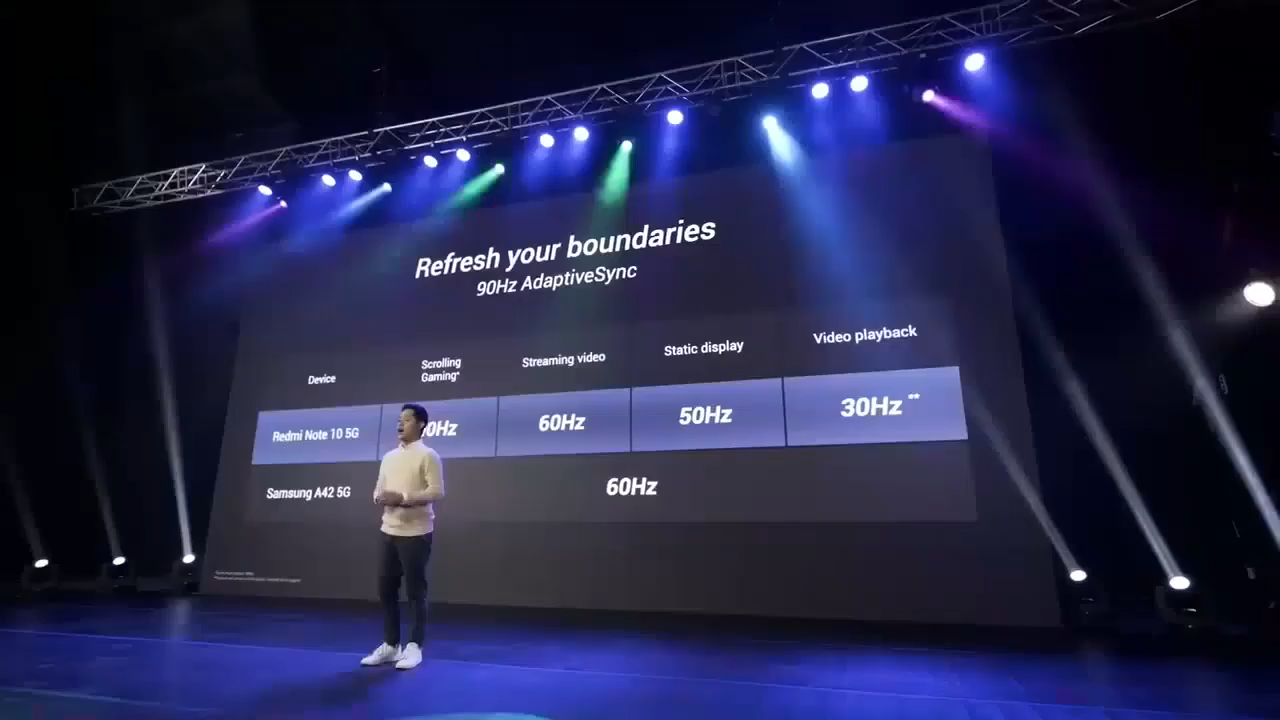 Refresh your boundaries
90Hz AdaptiveSync
Device
Scrolling
Gaming*
Streaming video
Static display
Video playback
Redmi Note 10 5G
0Hz
60Hz
50Hz
30Hz **
Samsung A42 5G
60Hz